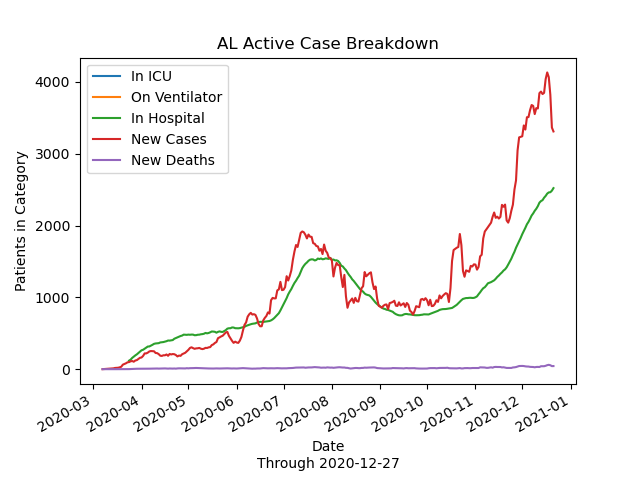 AL Active Case Breakdown
In ICU
On Ventilator
In Hospital
New Cases
New Deaths
Patients in Category
4000
3000
2000
1000
0
2020-03
2020-04
2020-05
2020-06
2020-07
2020-08
2020-09
2020-10
2020-11
2020-12
2021-01
Date
Through 2020-12-27